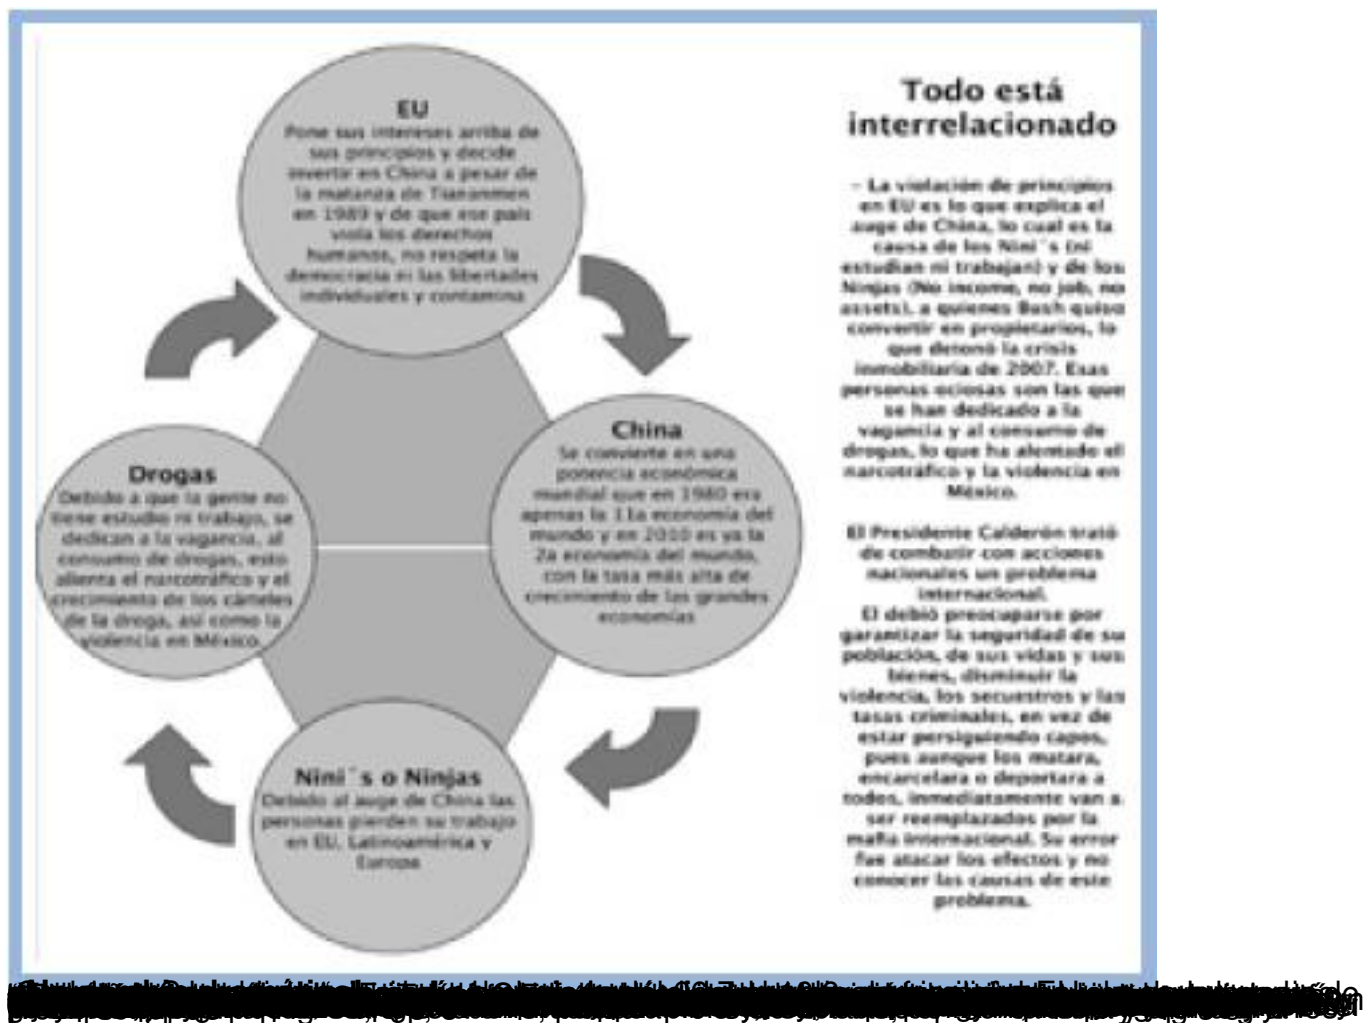 EU
Pone sus intereses arriba de
sus principios y decide
invertir en China a pesar de
la matanza de Tiananmen
en 1989 y de que ese país
viola los derechos
humanos, no respeta la
democracia ni las libertades
individuales y contamina
China
Se convierte en una
potencia económica
mundial que en 1980 era
apenas la 11a economía del
mundo y en 2010 es ya la
2a economía del mundo,
con la tasa más alta de
crecimiento de las grandes
economías
Nini´s o Ninjas
Debido al auge de China las
personas pierden su trabajo
en EU, Latinoamérica y
Europa
Drogas
Debido a que la gente no
tiene estudio ni trabajo, se
dedican a la vagancia, al
consumo de drogas, esto
alienta el narcotráfico y el
crecimiento de los cárteles
de la droga, así como la
violencia en México.
Todo está
interrelacionado
- La violación de principios
en EU es lo que explica el
auge de China, lo cual es la
causa de los Nini´s (ni
estudian ni trabajan) y de los
Ninjas (No income, no job, no
assets), a quienes Bush quiso
convertir en propietarios, lo
que detonó la crisis
inmobiliaria de 2007. Esas
personas ociosas son las que
se han dedicado a la
vagancia y al consumo de
drogas, lo que ha alentado el
narcotráfico y la violencia en
México.
El Presidente Calderón trató
de combatir con acciones
nacionales un problema
internacional.
El debió preocuparse por
garantizar la seguridad de su
población, de sus vidas y sus
bienes, disminuir la
violencia, los secuestros y las
tasas criminales, en vez de
estar persiguiendo capos,
pues aunque los matara,
encarcelara o deportara a
todos, inmediatamente van a
ser reemplazados por la
mafia internacional. Su error
fue atacar los efectos y no
conocer las causas de este
problema.